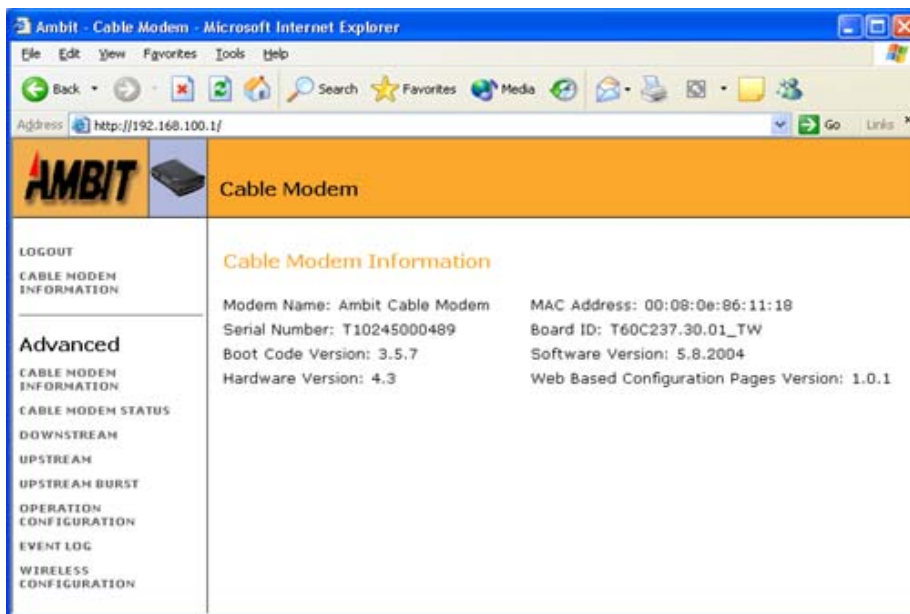 Ambit - Cable Modem - Microsoft Internet Explorer
File Edit View Favorites Tools Help
Back Search Favorites Media
Address http://192.168.100.1/ Go Links
AMBIT Cable Modem
LOGOUT
CABLE MODEM
INFORMATION
Advanced
CABLE MODEM
INFORMATION
CABLE MODEM STATUS
DOWNSTREAM
UPSTREAM
UPSTREAM BURST
OPERATION
CONFIGURATION
EVENT LOG
WIRELESS
CONFIGURATION
Cable Modem Information
Modem Name: Ambit Cable Modem MAC Address: 00:08:0e:86:11:18
Serial Number: T10245000489 Board ID: T60C237.30.01_TW
Boot Code Version: 3.5.7 Software Version: 5.8.2004
Hardware Version: 4.3 Web Based Configuration Pages Version: 1.0.1